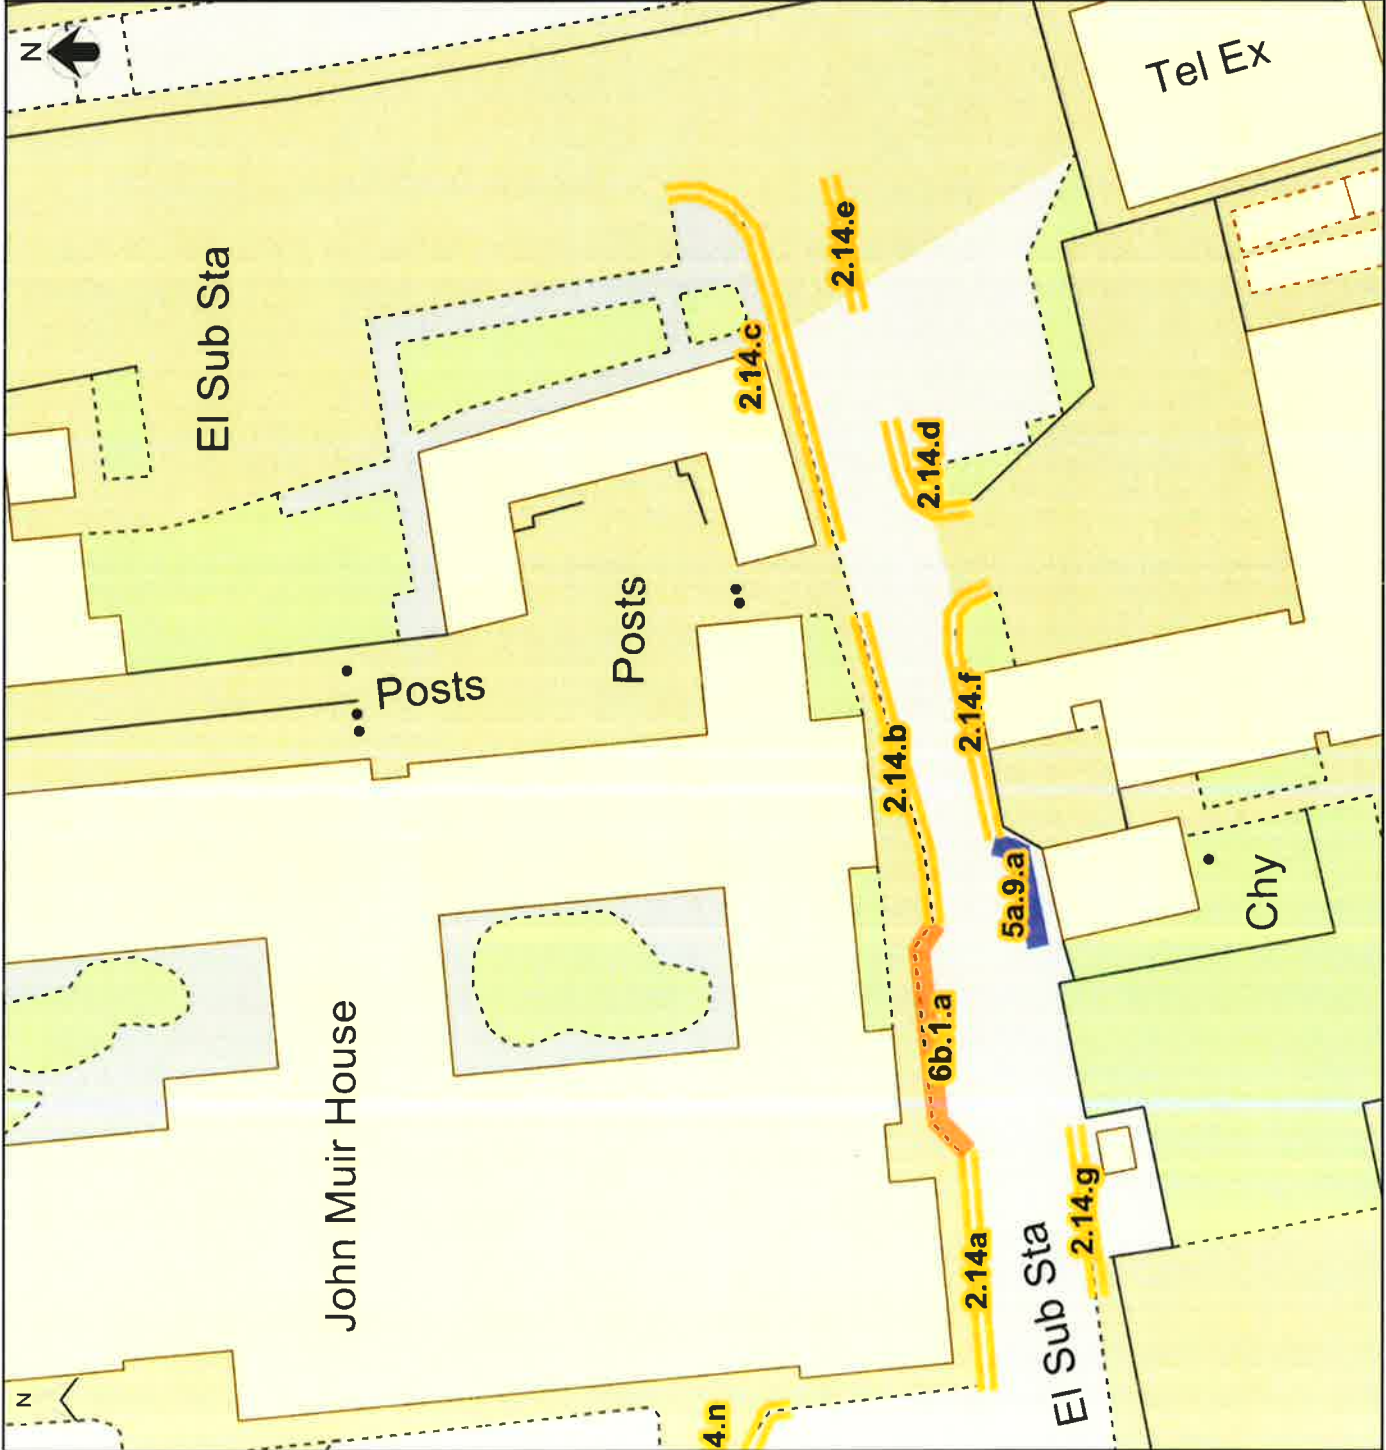 N
Tel Ex
El Sub Sta
2.14.e
2.14.c
2.14.d
Posts
Posts
2.14.f
2.14.b
5a.9.a
Chy
6b.1.a
John Muir House
2.14.g
2.14a
El Sub Sta
N
4.n